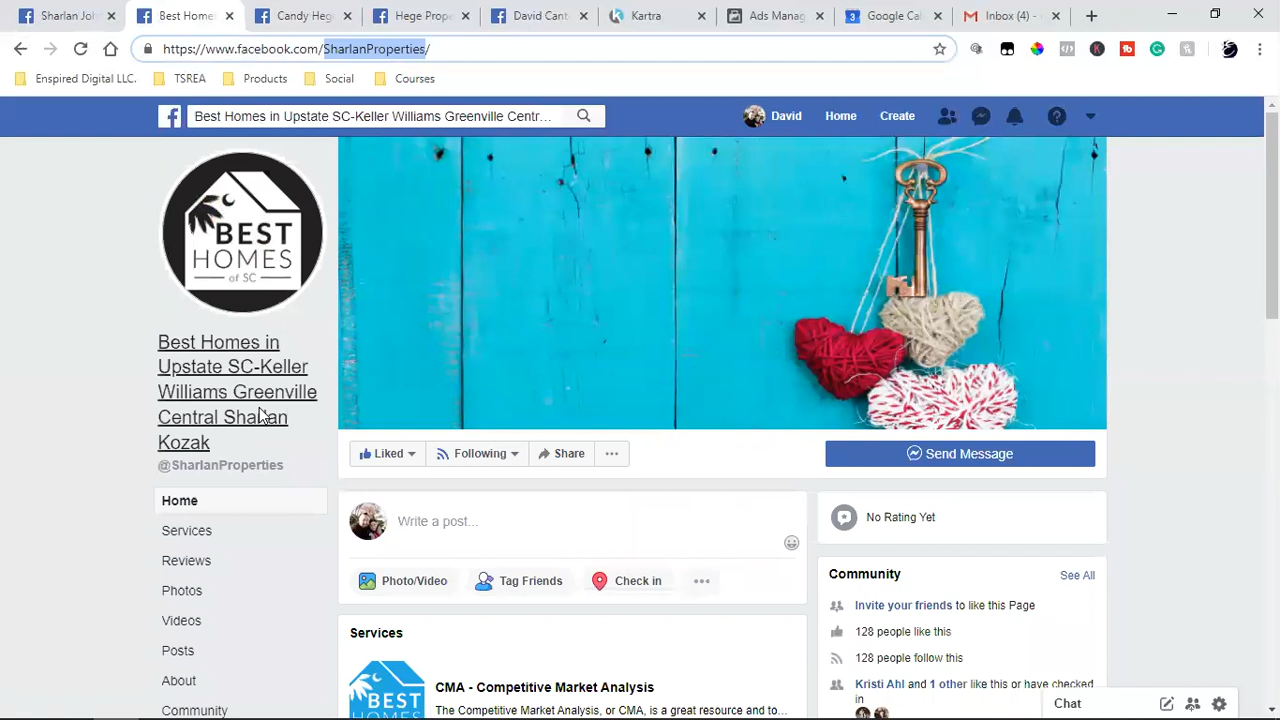 Sharlan Joi
Best Home
Candy Heg
Hege Prop
David Cant
Kartra
Ads Manag
Google Cal
Inbox (4) -
https://www.facebook.com/SharlanProperties/
Enspired Digital LLC.
TSREA
Products
Social
Courses
Best Homes in Upstate SC-Keller Williams Greenville Centr...
David
Home
Create
BEST
HOMES
of SC
Best Homes in
Upstate SC-Keller
Williams Greenville
Central Sharlan
Kozak
@SharlanProperties
Liked
Following
Share
Send Message
Home
Services
Reviews
Photos
Videos
Posts
About
Community
Write a post...
Photo/Video
Tag Friends
Check in
Services
BEST
CMA - Competitive Market Analysis
The Competitive Market Analysis, or CMA, is a great resource and to...
No Rating Yet
Community
See All
Invite your friends to like this Page
128 people like this
128 people follow this
Kristi Ahl and 1 other like this or have checked
in
Chat